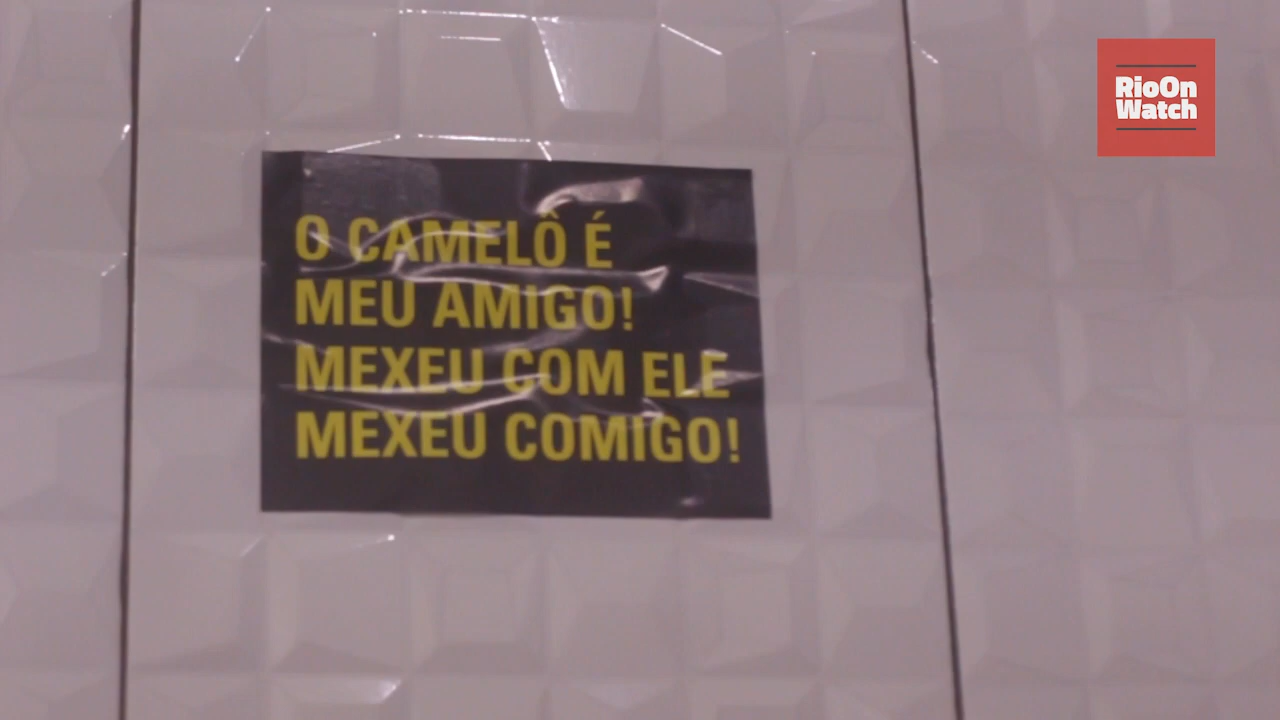 RioOn
Watch
O CAMELÔ É
MEU AMIGO!
MEXEU COM ELE
MEXEU COMIGO!